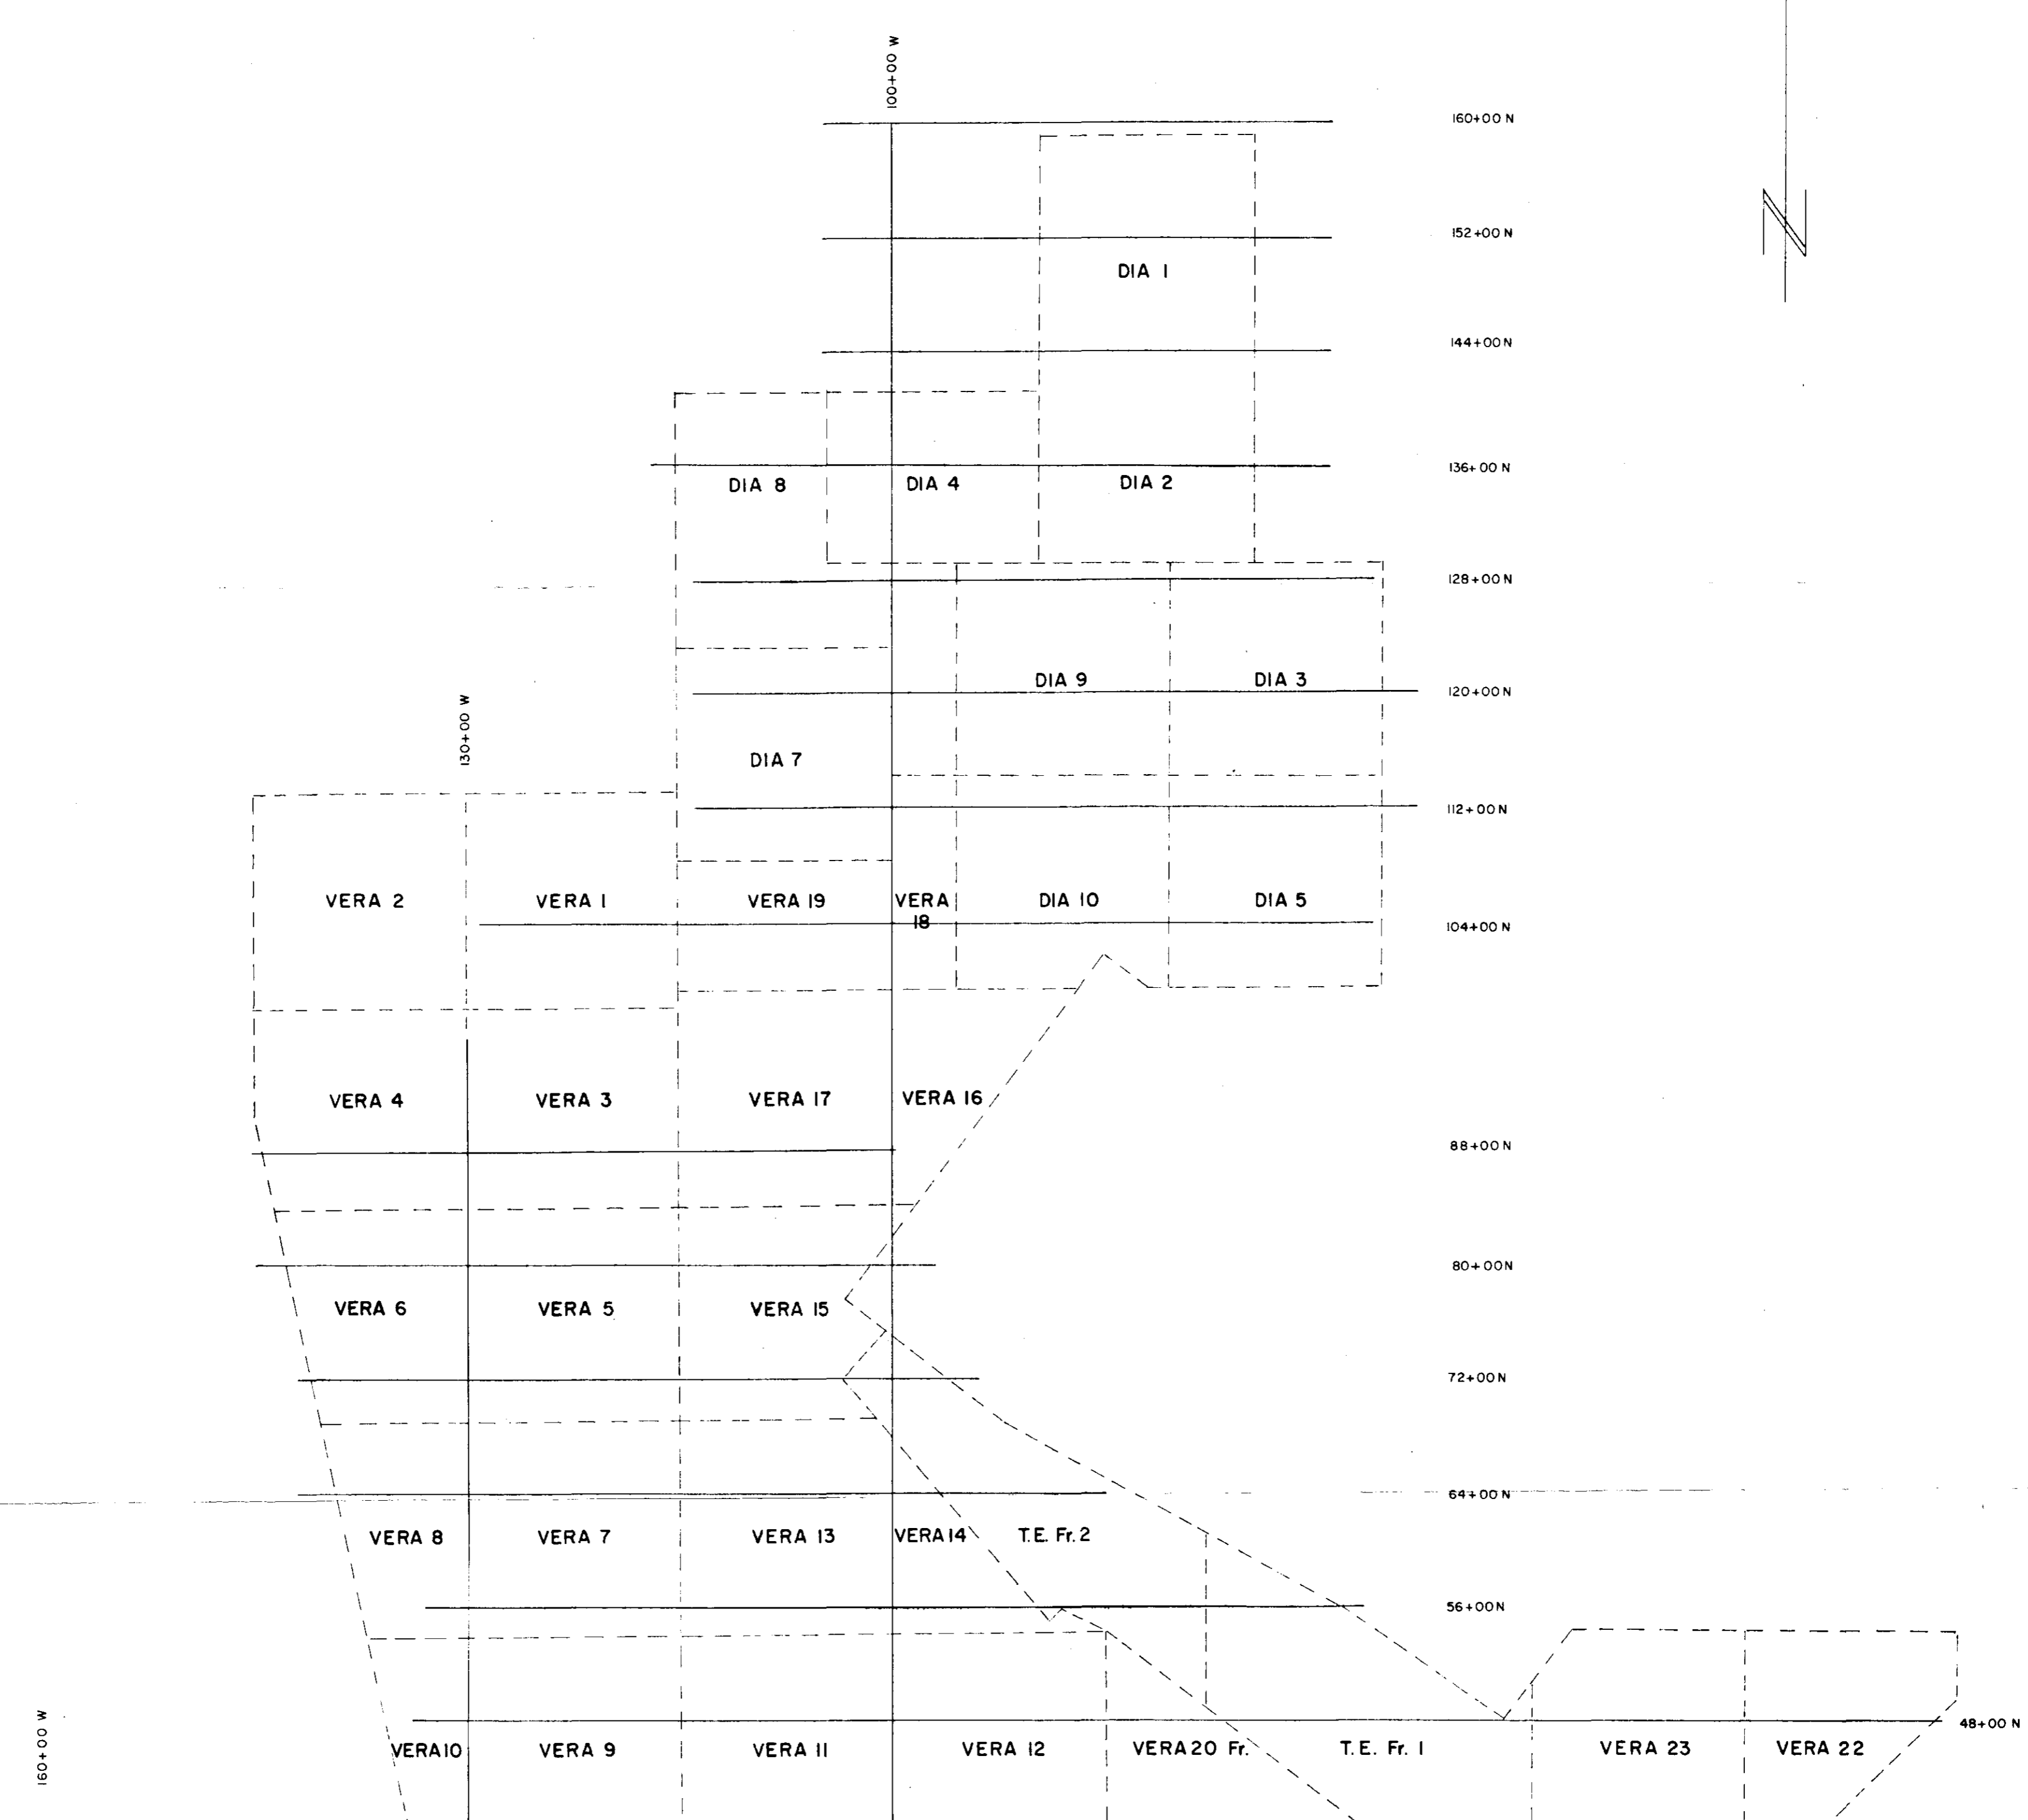 100+00 W
160+00 N
N
152+00 N
DIA 1
144+00 N
136+00 N
DIA 8
DIA 4
DIA 2
128+00 N
DIA 9
DIA 3
120+00 N
130+00 W
DIA 7
112+00 N
VERA 2
VERA 1
VERA 19
VERA
18
DIA 10
DIA 5
104+00 N
VERA 4
VERA 3
VERA 17
VERA 16
88+00 N
80+00 N
VERA 6
VERA 5
VERA 15
72+00 N
64+00 N
VERA 8
VERA 7
VERA 13
VERA 14
T.E. Fr. 2
56+00 N
160+00 W
48+00 N
VERA 10
VERA 9
VERA 11
VERA 12
VERA 20 Fr.
T.E. Fr. 1
VERA 23
VERA 22